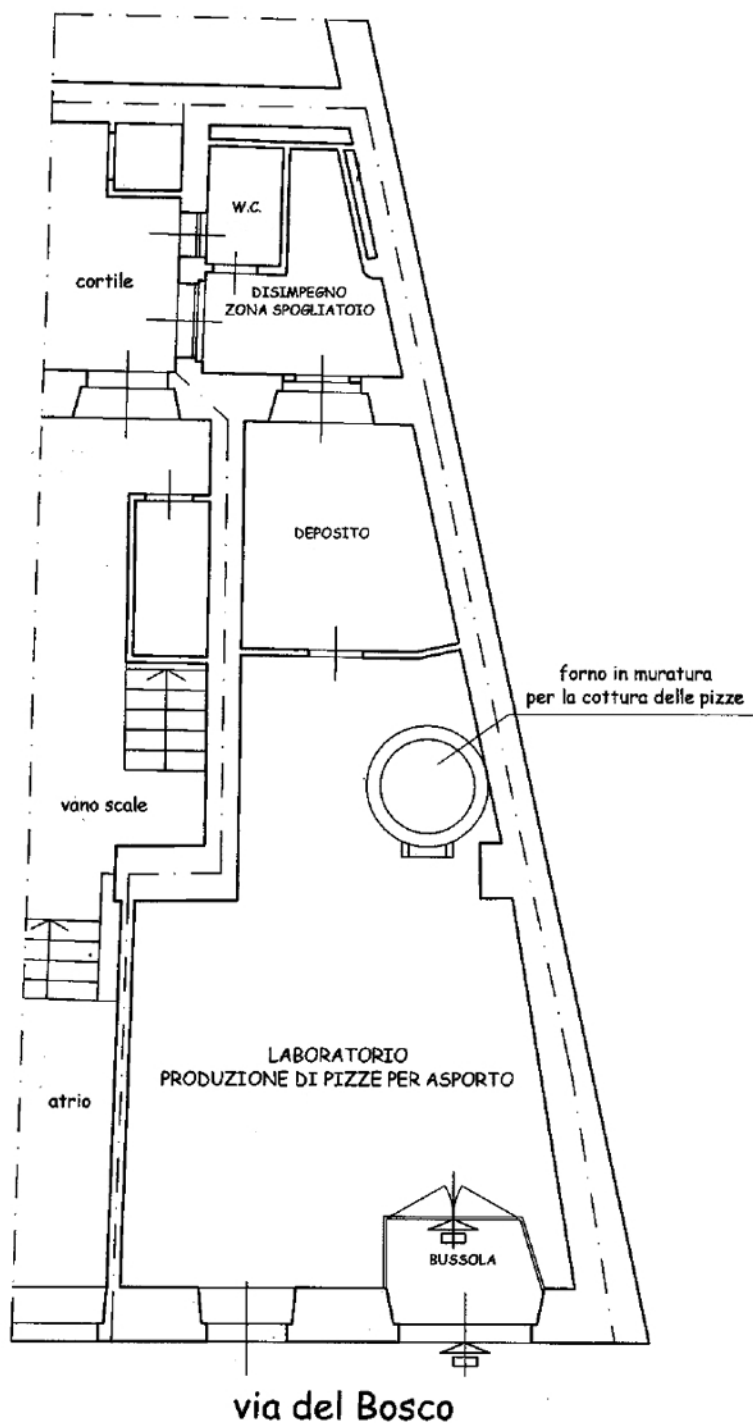 W.C.
cortile
DISIMPEGNO
ZONA SPOGLIATOIO
DEPOSITO
forno in muratura
per la cottura delle pizze
vano scale
LABORATORIO
PRODUZIONE DI PIZZE PER ASPORTO
atrio
BUSSOLA
via del Bosco